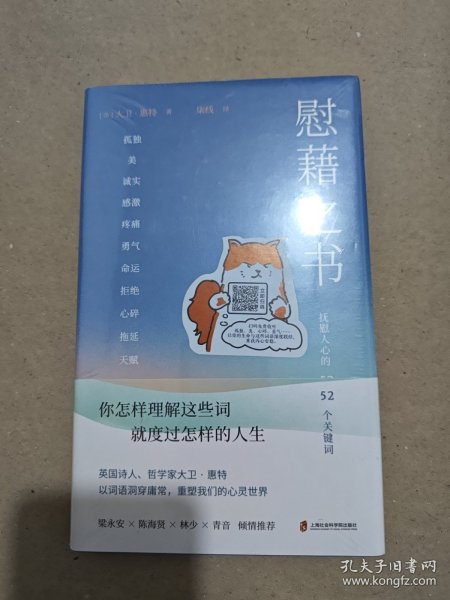 [英] 大卫·惠特 著
柴桟 译
慰藉之书
抚慰人心的
52
个关键词
孤独
美
诚实
感激
疼痛
勇气
命运
拒绝
心碎
拖延
天赋
立即扫码
你怎样理解这些词
就度过怎样的人生
英国诗人、哲学家大卫·惠特
以词语洞穿庸常，重塑我们的心灵世界
梁永安×陈海贤×林少×青音 倾情推荐
上海社会科学院出版社
孔夫子旧书网
www.kongfz.com